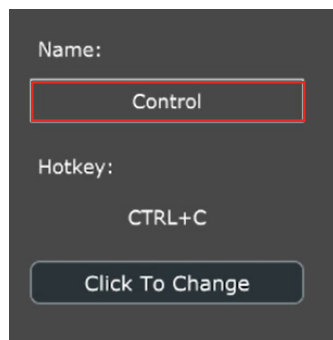 Name:
Control
Hotkey:
CTRL+C
Click To Change